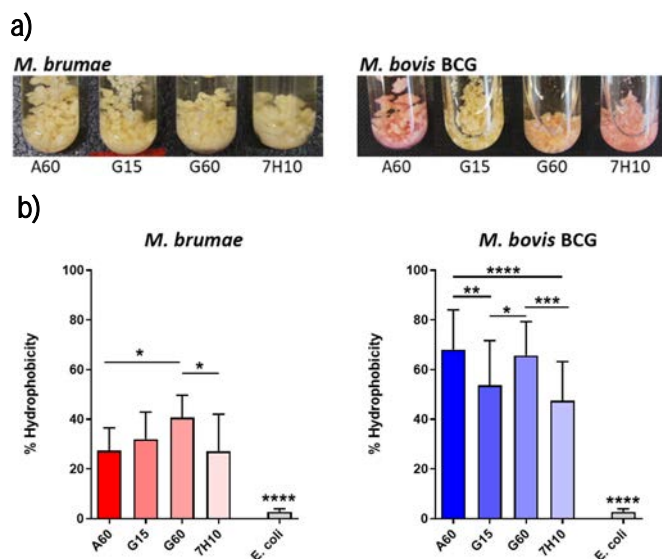 a)
M. brumae
M. bovis BCG
A60 G15 G60 7H10
A60 G15 G60 7H10
b)
M. brumae
% Hydrophobicity
100
80
60
40
20
0
*
*
****
A60 G15 G60 7H10 E. coli
M. bovis BCG
% Hydrophobicity
100
80
60
40
20
0
****
**
***
*
****
A60 G15 G60 7H10 E. coli